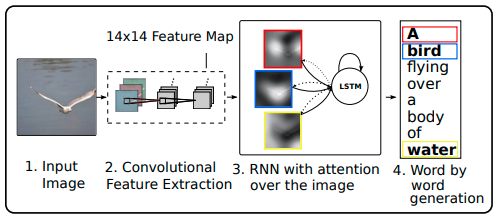 14x14 Feature Map
LSTM
A
bird
flying
over
a
body
of
water
1. Input
Image
2. Convolutional
Feature Extraction
3. RNN with attention
over the image
4. Word by
word
generation